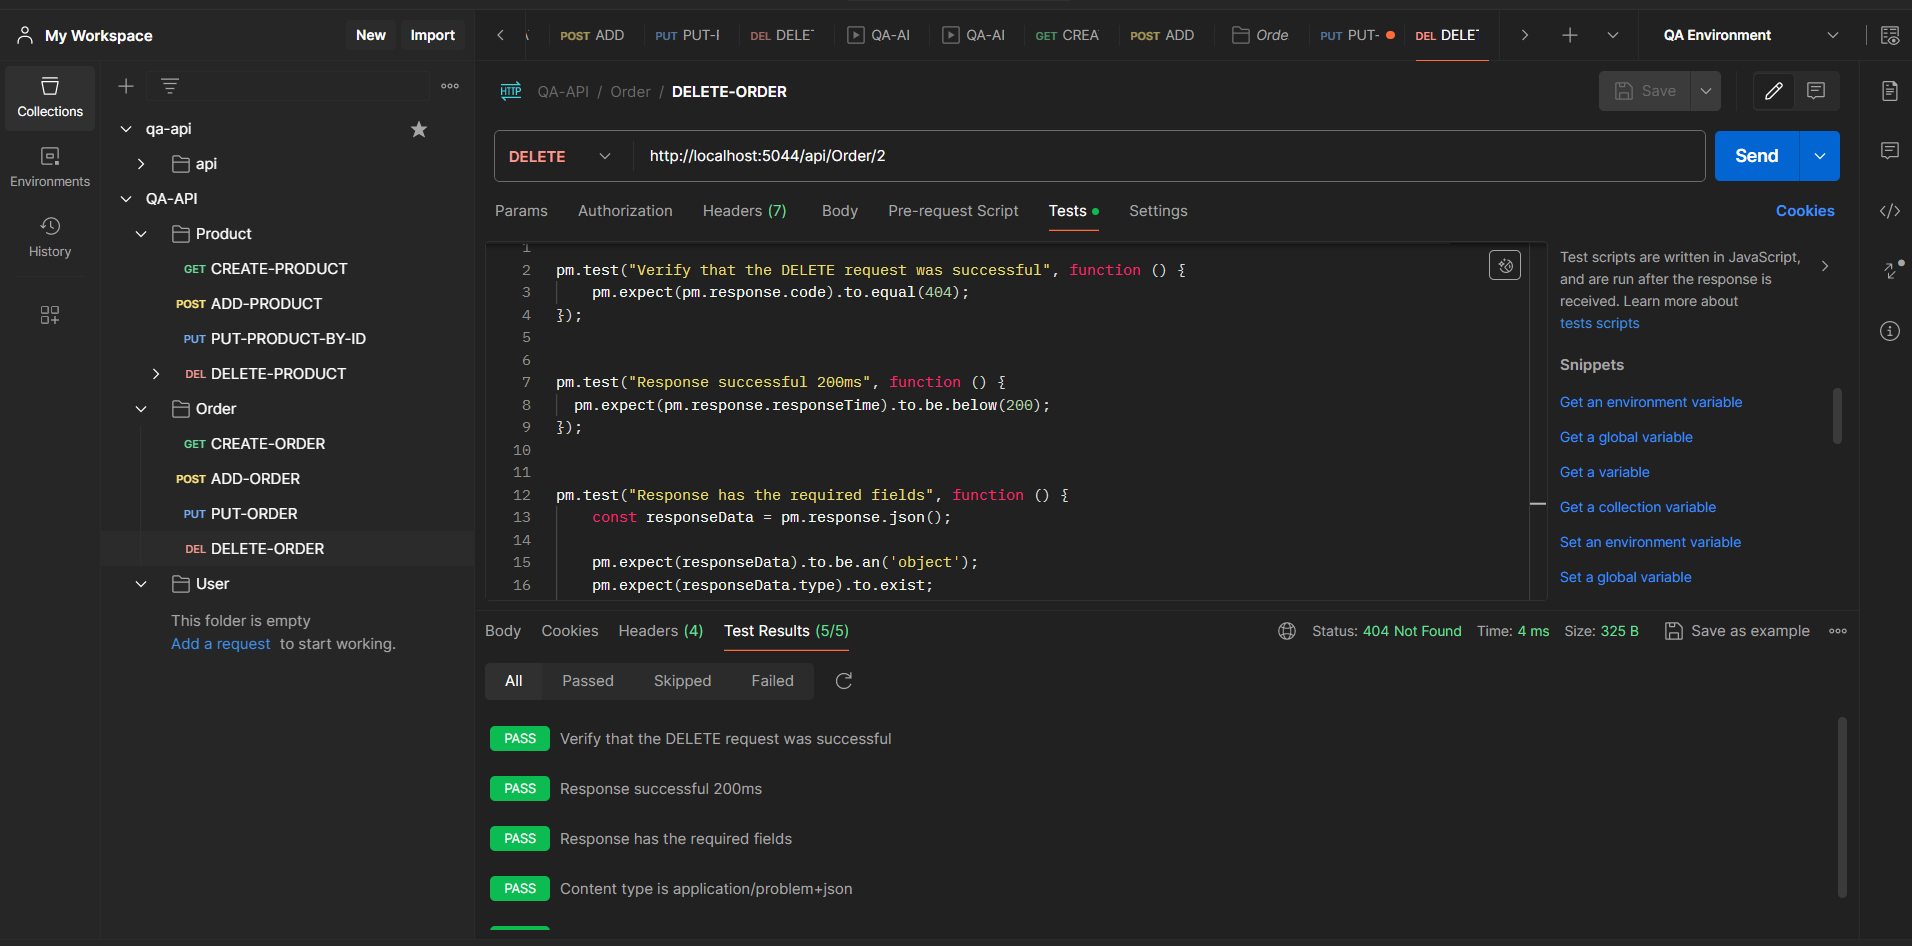 My Workspace
New
Import
POST ADD
PUT PUT-F
DEL DELE
QA-AI
QA-AI
GET CREA
POST ADD
Orde
PUT PUT-
DEL DELE
QA Environment
Collections
Environments
History
qa-api
api
QA-API
Product
GET CREATE-PRODUCT
POST ADD-PRODUCT
PUT PUT-PRODUCT-BY-ID
DEL DELETE-PRODUCT
Order
GET CREATE-ORDER
POST ADD-ORDER
PUT PUT-ORDER
DEL DELETE-ORDER
User
This folder is empty
Add a request to start working.
HTTP QA-API / Order / DELETE-ORDER
Save
DELETE
http://localhost:5044/api/Order/2
Send
Params
Authorization
Headers (7)
Body
Pre-request Script
Tests
Settings
Cookies
1
2 pm.test("Verify that the DELETE request was successful", function () {
3 pm.expect(pm.response.code).to.equal(404);
4 });
5
6
7 pm.test("Response successful 200ms", function () {
8 pm.expect(pm.response.responseTime).to.be.below(200);
9 });
10
11
12 pm.test("Response has the required fields", function () {
13 const responseData = pm.response.json();
14
15 pm.expect(responseData).to.be.an('object');
16 pm.expect(responseData.type).to.exist;
Test scripts are written in JavaScript,
and are run after the response is
received. Learn more about
tests scripts
Snippets
Get an environment variable
Get a global variable
Get a variable
Get a collection variable
Set an environment variable
Set a global variable
Body
Cookies
Headers (4)
Test Results (5/5)
Status: 404 Not Found
Time: 4 ms
Size: 325 B
Save as example
All
Passed
Skipped
Failed
PASS Verify that the DELETE request was successful
PASS Response successful 200ms
PASS Response has the required fields
PASS Content type is application/problem+json